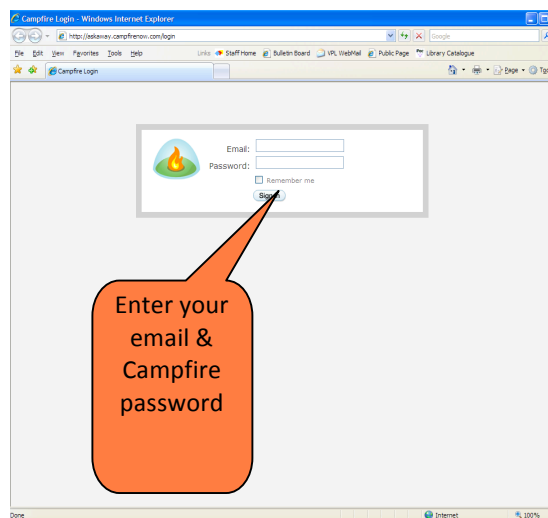 Campfire Login - Windows Internet Explorer
http://askaway.campfirenow.com/login
Google
File Edit View Favorites Tools Help
Links Staff Home Bulletin Board VPL WebMail Public Page Library Catalogue
Campfire Login
Page
Email:
Password:
Remember me
Enter your
email &
Campfire
password
Done
Internet
100%